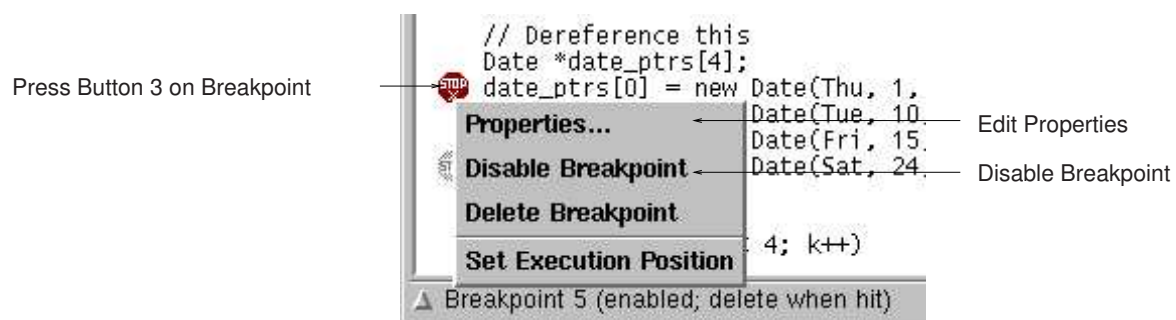 // Dereference this
Date *date_ptrs[4];
Press Button 3 on Breakpoint
STOP
date_ptrs[0] = new Date(Thu, 1,
Properties...
Date(Tue, 10,
Edit Properties
Date(Fri, 15,
Disable Breakpoint
Date(Sat, 24,
Disable Breakpoint
Delete Breakpoint
4; k++)
Set Execution Position
Breakpoint 5 (enabled; delete when hit)